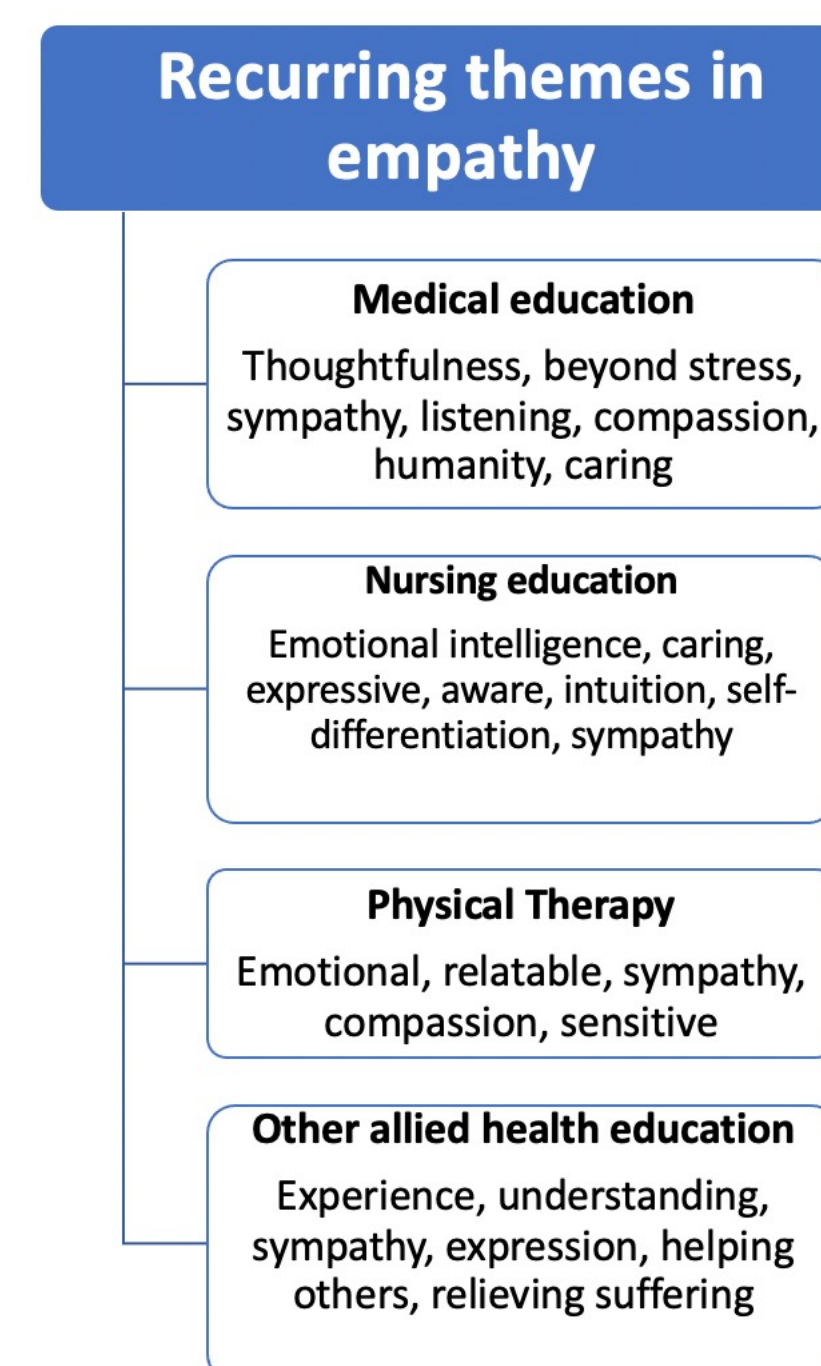 Recurring themes in
empathy
Medical education
Thoughtfulness, beyond stress,
sympathy, listening, compassion,
humanity, caring
Nursing education
Emotional intelligence, caring,
expressive, aware, intuition, self-
differentiation, sympathy
Physical Therapy
Emotional, relatable, sympathy,
compassion, sensitive
Other allied health education
Experience, understanding,
sympathy, expression, helping
others, relieving suffering